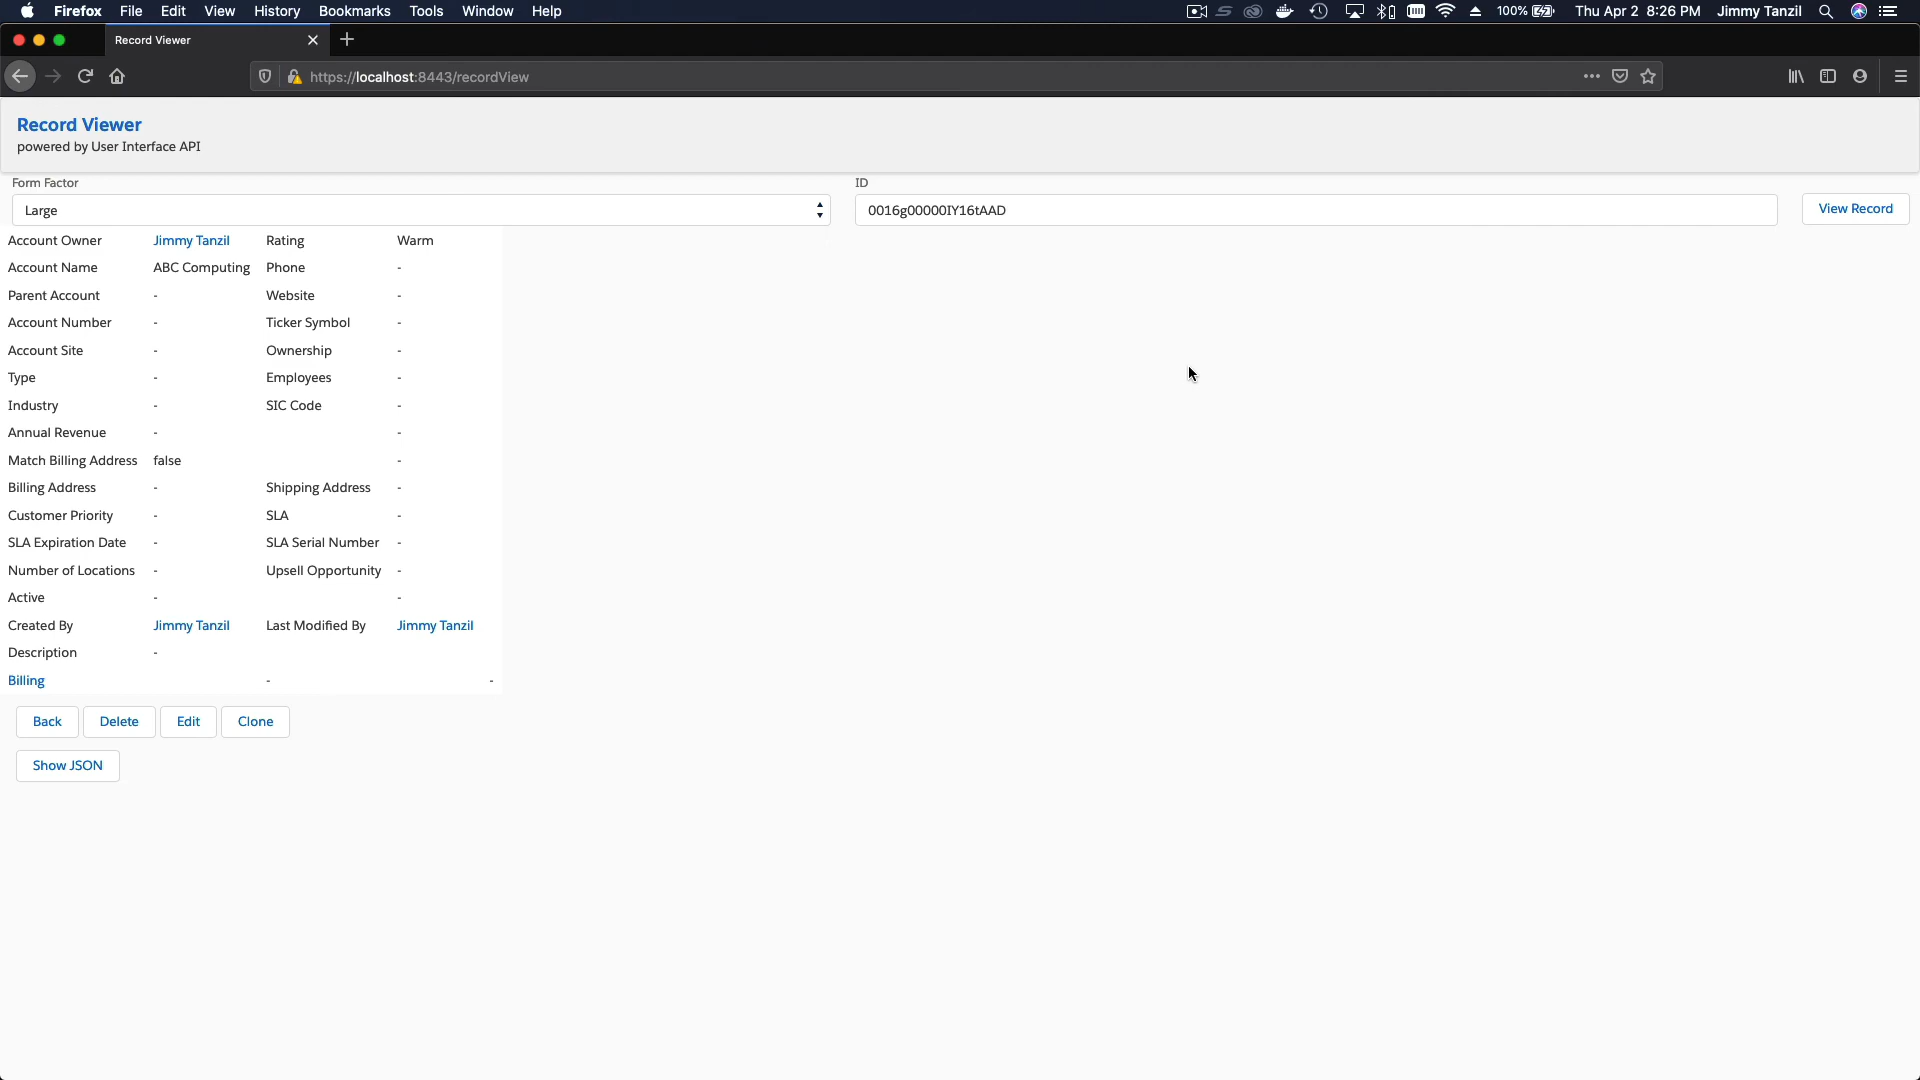 Firefox File Edit View History Bookmarks Tools Window Help 100% Thu Apr 2 8:26 PM Jimmy Tanzil
Record Viewer
https://localhost:8443/recordView
Record Viewer
powered by User Interface API
Form Factor ID
Large 0016g00000IY16tAAD View Record
Account Owner Jimmy Tanzil Rating Warm
Account Name ABC Computing Phone -
Parent Account - Website -
Account Number - Ticker Symbol -
Account Site - Ownership -
Type - Employees -
Industry - SIC Code -
Annual Revenue - -
Match Billing Address false -
Billing Address - Shipping Address -
Customer Priority - SLA -
SLA Expiration Date - SLA Serial Number -
Number of Locations - Upsell Opportunity -
Active - -
Created By Jimmy Tanzil Last Modified By Jimmy Tanzil
Description -
Billing - -
Back Delete Edit Clone
Show JSON